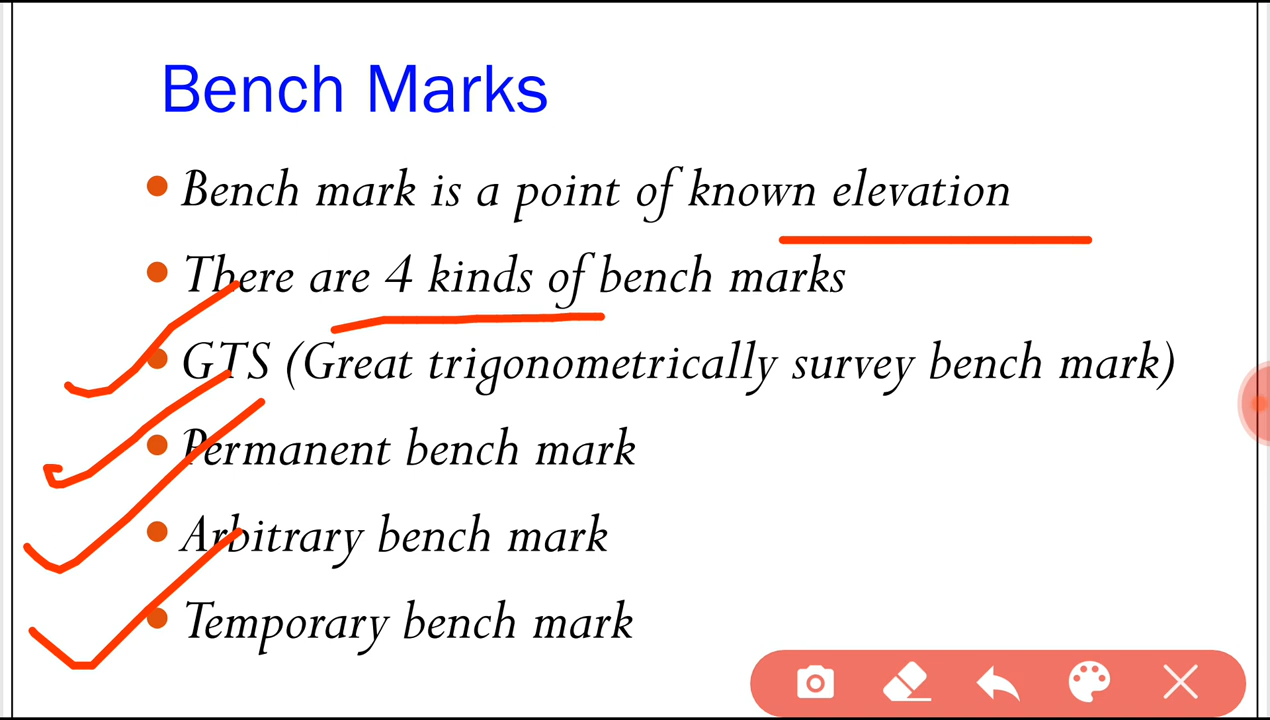 Bench Marks
Bench mark is a point of known elevation
There are 4 kinds of bench marks
GTS (Great trigonometrically survey bench mark)
Permanent bench mark
Arbitrary bench mark
Temporary bench mark